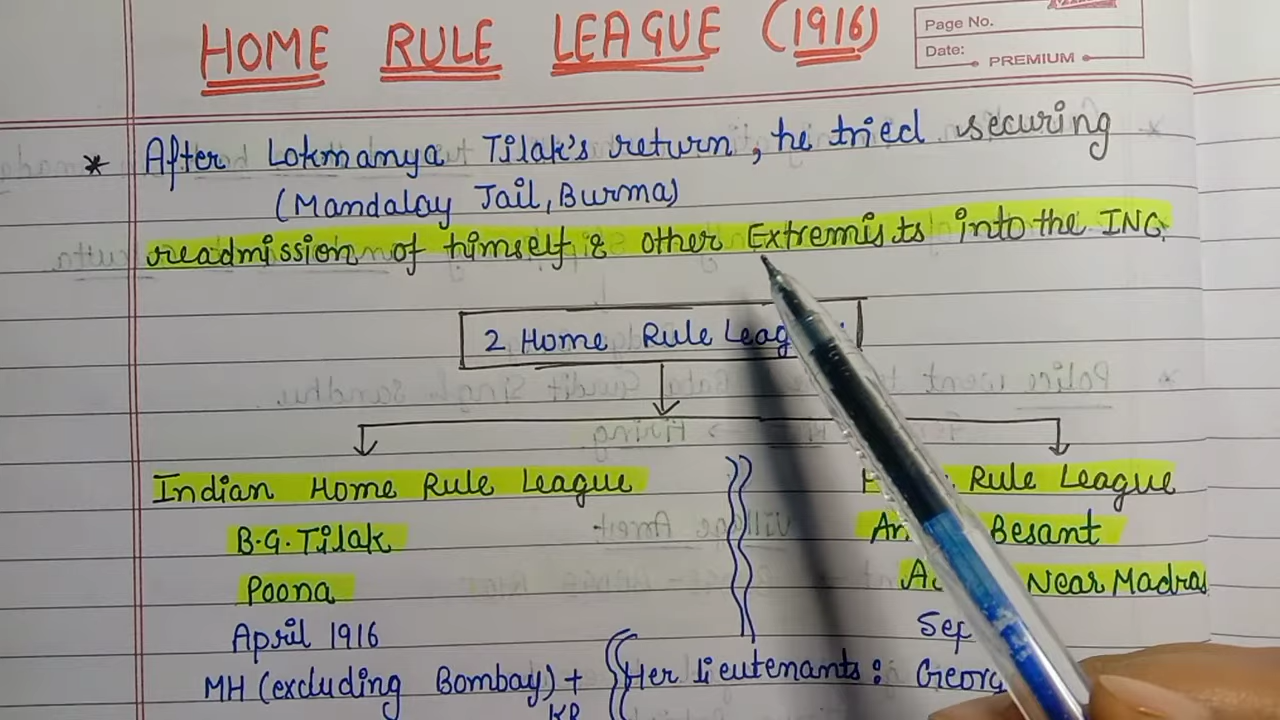 HOME RULE LEAGUE (1916)
Page No.
Date:
PREMIUM
* After Lokmanya Tilak's return, he tried securing
(Mandalay Jail, Burma)
readmission of himself & other Extremists into the INC.
2 Home Rule Leag
Indian Home Rule League
Rule League
B.G. Tilak
Besant
Poona
Near Madras
April 1916
Sep
MH (excluding Bombay) +
Her lieutenants: Georg